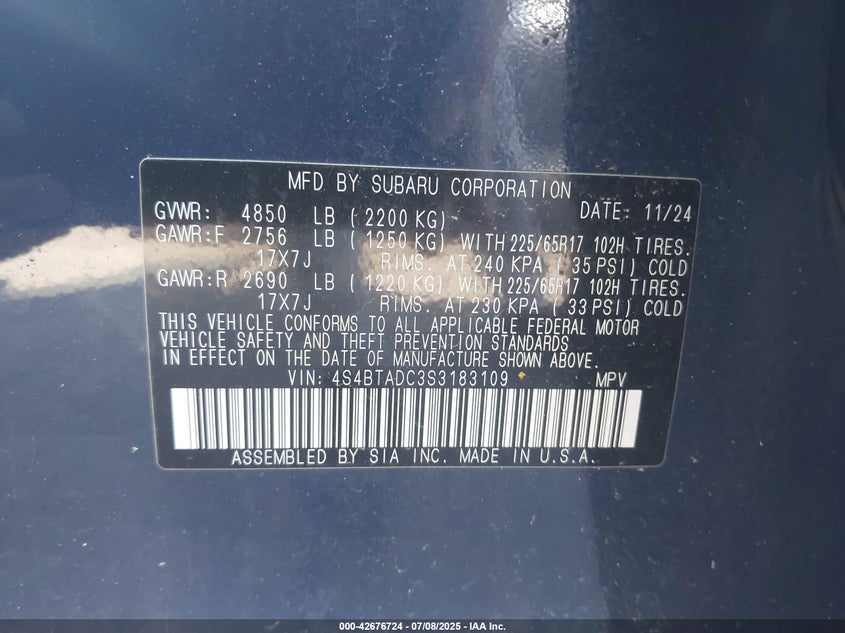 MFD BY SUBARU CORPORATION
GVWR: 4850 LB (2200 KG) DATE: 11/24
GAWR:F 2756 LB (1250 KG) WITH 225/65R17 102H TIRES.
17X7J RIMS. AT 240 KPA (35 PSI) COLD
GAWR:R 2690 LB (1220 KG) WITH 225/65R17 102H TIRES.
17X7J RIMS. AT 230 KPA (33 PSI) COLD
THIS VEHICLE CONFORMS TO ALL APPLICABLE FEDERAL MOTOR
VEHICLE SAFETY AND THEFT PREVENTION STANDARDS
IN EFFECT ON THE DATE OF MANUFACTURE SHOWN ABOVE.
VIN: 4S4BTADC3S3183109 MPV
ASSEMBLED BY SIA INC. MADE IN U.S.A.
000-42676724 - 07/08/2025 - IAA Inc.